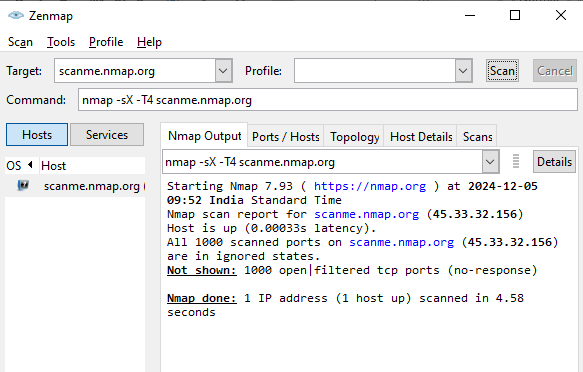 Zenmap
Scan Tools Profile Help
Target: scanme.nmap.org Profile: Scan Cancel
Command: nmap -sX -T4 scanme.nmap.org
Hosts Services
Nmap Output Ports / Hosts Topology Host Details Scans
OS Host
scanme.nmap.org (
nmap -sX -T4 scanme.nmap.org Details
Starting Nmap 7.93 ( https://nmap.org ) at 2024-12-05
09:52 India Standard Time
Nmap scan report for scanme.nmap.org (45.33.32.156)
Host is up (0.00033s latency).
All 1000 scanned ports on scanme.nmap.org (45.33.32.156)
are in ignored states.
Not shown: 1000 open|filtered tcp ports (no-response)
Nmap done: 1 IP address (1 host up) scanned in 4.58
seconds